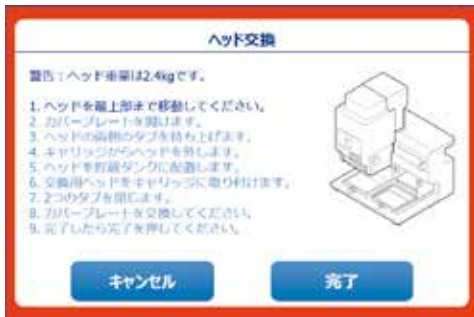 ヘッド交換
警告：ヘッド重量は2.4kgです。
1. ヘッドを最上部まで移動してください。
2. カバープレートを開けます。
3. ヘッドの両側のタブを持ち上げます。
4. キャリッジからヘッドを外します。
5. ヘッドを貯蔵タンクに配置します。
6. 交換用ヘッドをキャリッジに取り付けます。
7. 2つのタブを閉じます。
8. カバープレートを交換してください。
9. 完了したら完了を押してください。
キャンセル
完了